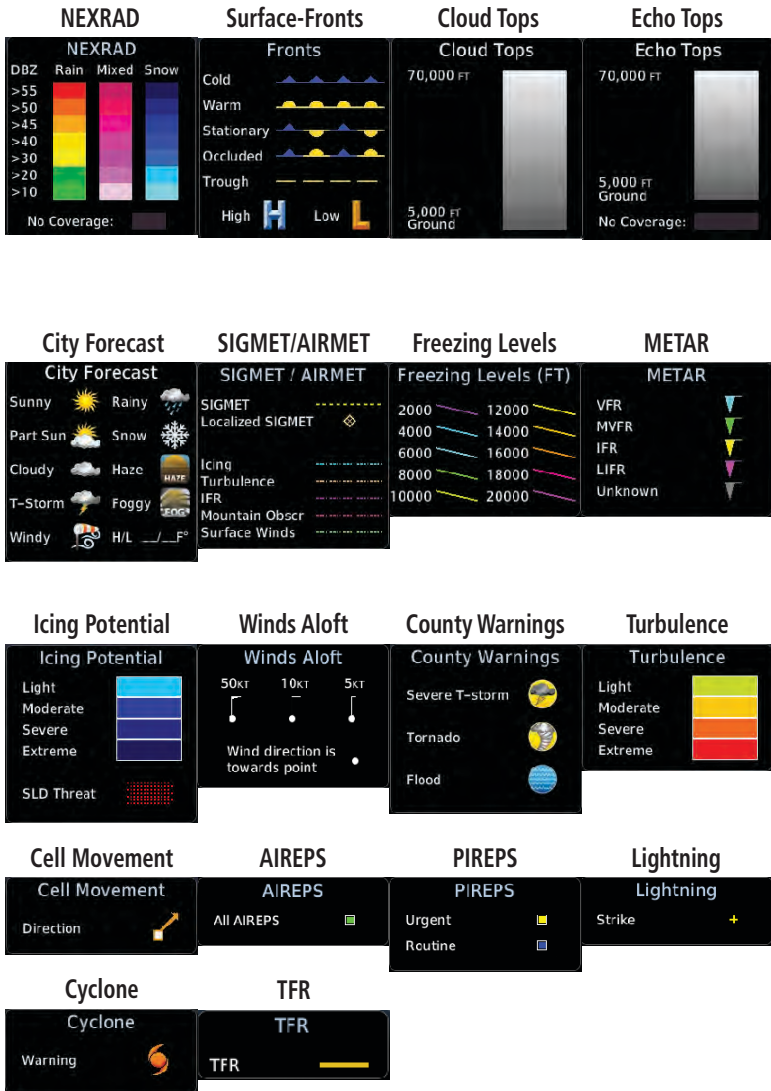 NEXRAD
Surface-Fronts
Cloud Tops
Echo Tops
NEXRAD
DBZ Rain Mixed Snow
>55
>50
>45
>40
>30
>20
>10
No Coverage:
Fronts
Cold
Warm
Stationary
Occluded
Trough
High H Low L
Cloud Tops
70,000 FT
5,000 FT
Ground
Echo Tops
70,000 FT
5,000 FT
Ground
No Coverage:
City Forecast
SIGMET/AIRMET
Freezing Levels
METAR
City Forecast
Sunny Rainy
Part Sun Snow
Cloudy Haze HAZE
T-Storm Foggy FOG
Windy H/L __/__F°
SIGMET / AIRMET
SIGMET
Localized SIGMET
Icing
Turbulence
IFR
Mountain Obscr
Surface Winds
Freezing Levels (FT)
2000 12000
4000 14000
6000 16000
8000 18000
10000 20000
METAR
VFR
MVFR
IFR
LIFR
Unknown
Icing Potential
Winds Aloft
County Warnings
Turbulence
Icing Potential
Light
Moderate
Severe
Extreme
SLD Threat
Winds Aloft
50KT 10KT 5KT
Wind direction is
towards point
County Warnings
Severe T-storm
Tornado
Flood
Turbulence
Light
Moderate
Severe
Extreme
Cell Movement
AIREPS
PIREPS
Lightning
Cell Movement
Direction
AIREPS
All AIREPS
PIREPS
Urgent
Routine
Lightning
Strike
Cyclone
TFR
Cyclone
Warning
TFR
TFR